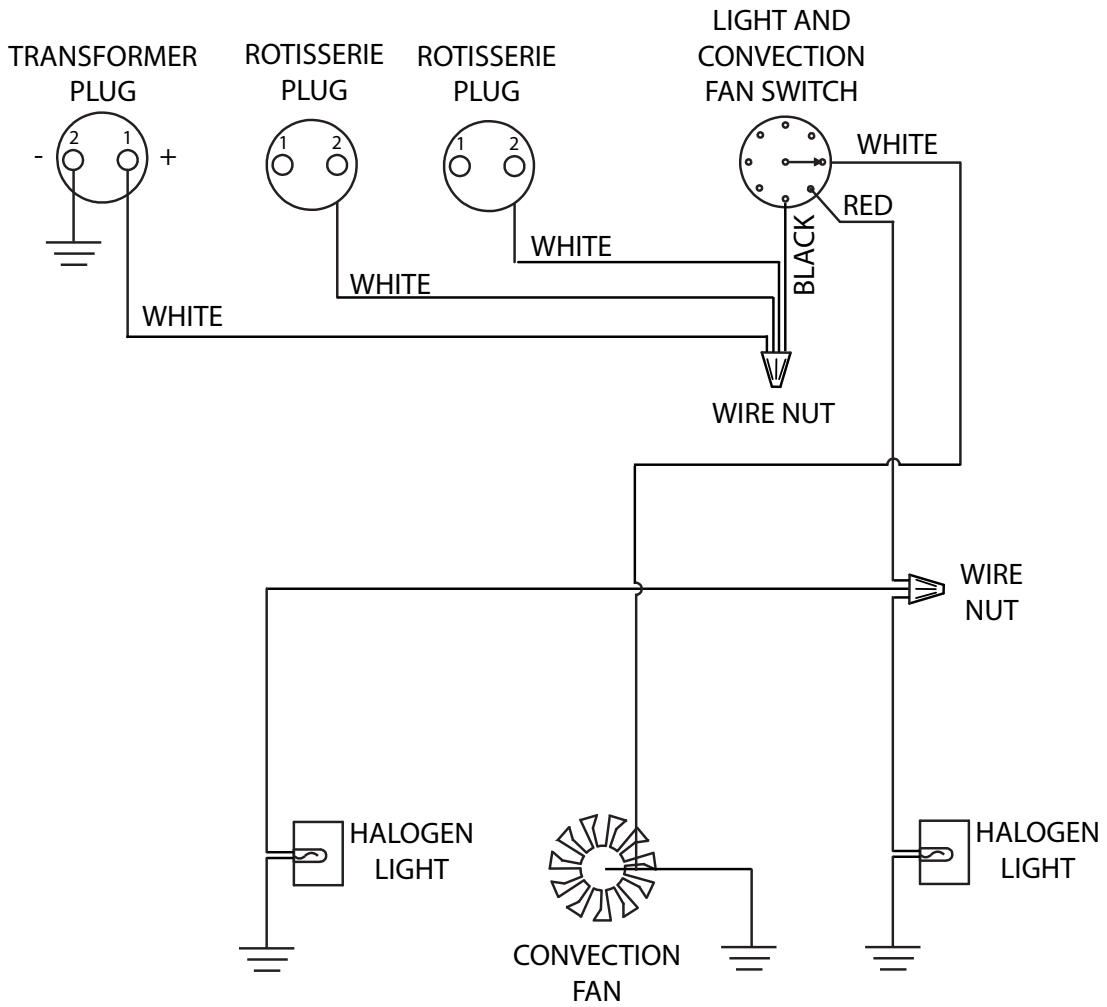 LIGHT AND
CONVECTION
FAN SWITCH
TRANSFORMER
PLUG
ROTISSERIE
PLUG
ROTISSERIE
PLUG
- 2 1 +
1 2
1 2
WHITE
RED
BLACK
WHITE
WHITE
WHITE
WIRE NUT
WIRE
NUT
HALOGEN
LIGHT
CONVECTION
FAN
HALOGEN
LIGHT